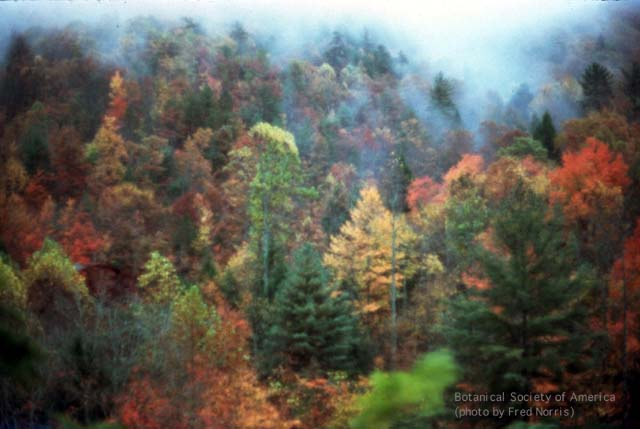 Botanical Society of America
(photo by Fred Norris)